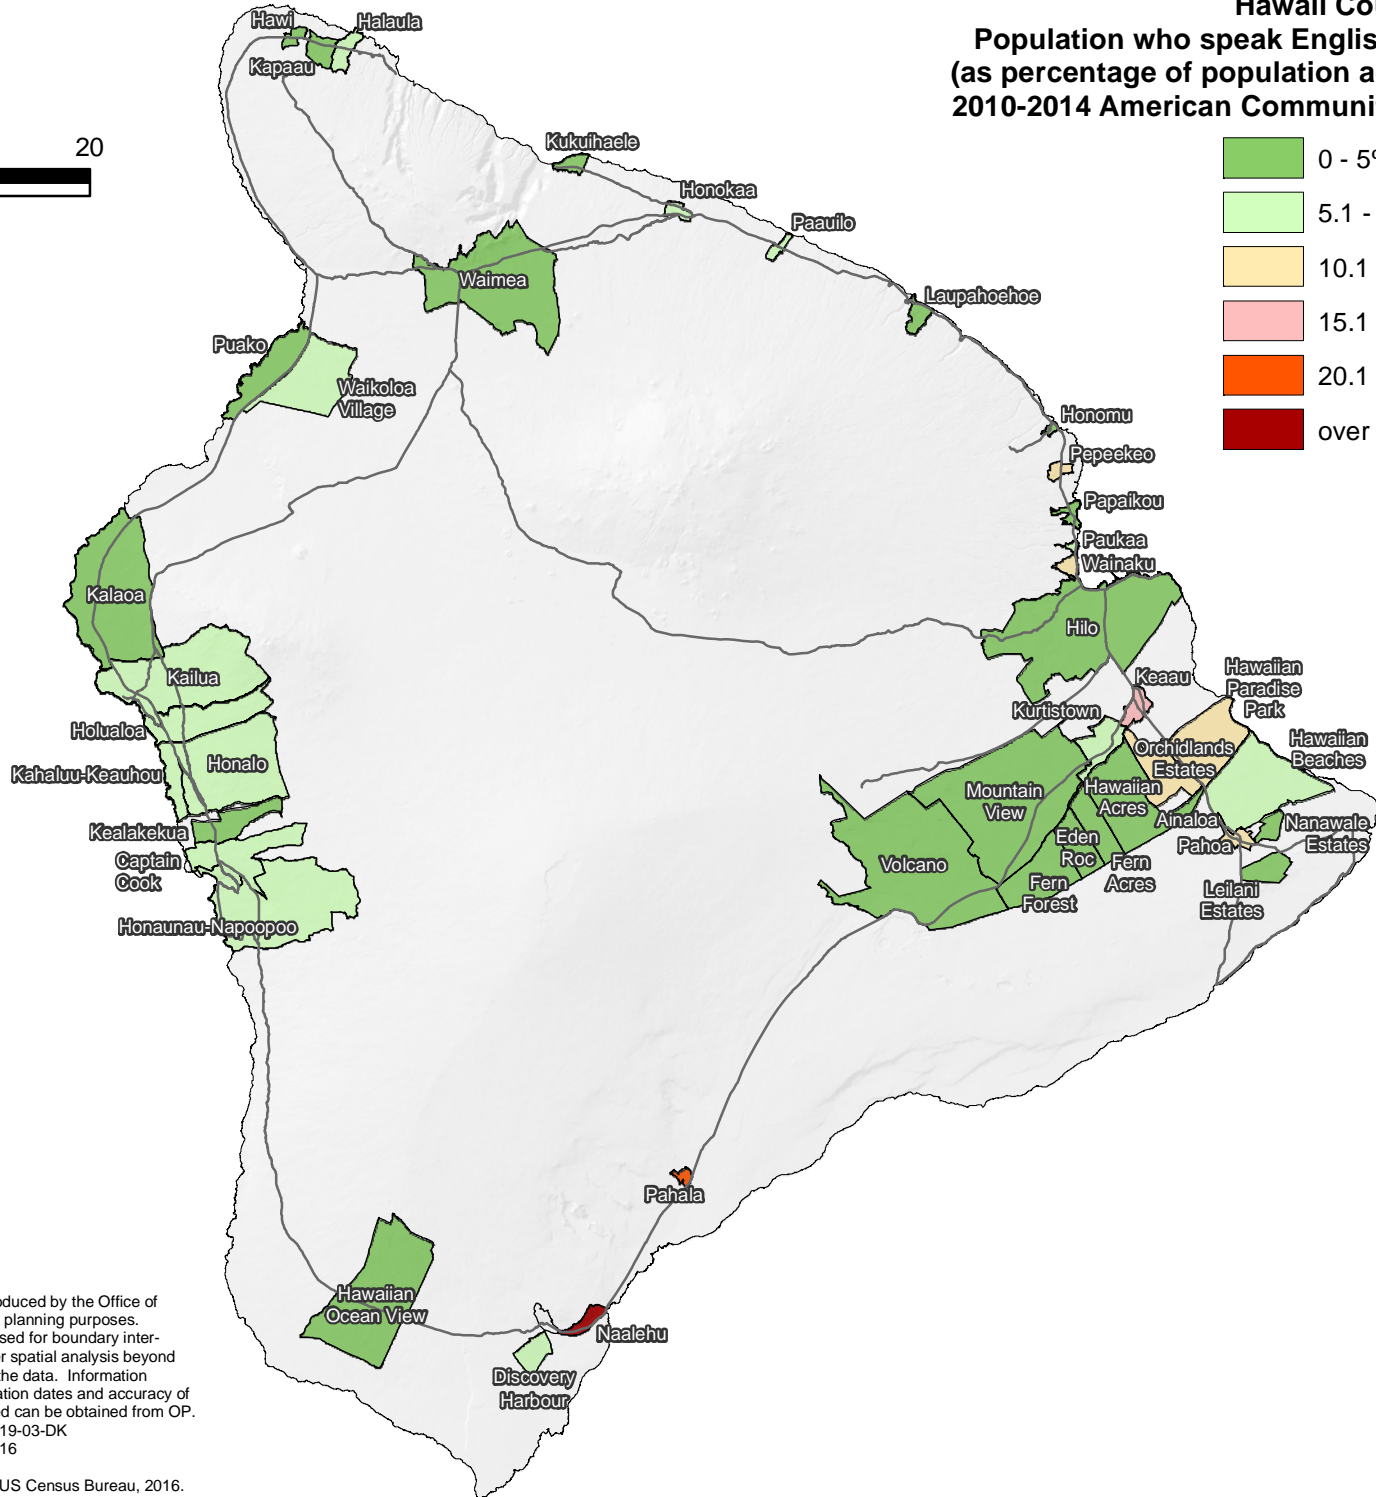 Hawaii Cou
Population who speak Englis
(as percentage of population a
2010-2014 American Communi
20
0 - 5
5.1 -
10.1
15.1
20.1
over
Hawi
Halaula
Kapaau
Kukuihaele
Honokaa
Paauilo
Waimea
Laupahoehoe
Puako
Waikoloa
Village
Honomu
Pepeekeo
Papaikou
Paukaa
Wainaku
Kalaoa
Hilo
Kailua
Keaau
Hawaiian
Paradise
Park
Kurtistown
Holualoa
Orchidlands
Estates
Hawaiian
Beaches
Kahaluu-Keauhou
Honalo
Mountain
View
Hawaiian
Acres
Ainaloa
Nanawale
Estates
Kealakekua
Eden
Roc
Pahoa
Captain
Cook
Volcano
Fern
Acres
Fern
Forest
Leilani
Estates
Honaunau-Napoopoo
Pahala
Hawaiian
Ocean View
Naalehu
Discovery
Harbour
oduced by the Office of
planning purposes.
sed for boundary inter-
r spatial analysis beyond
the data.  Information
ation dates and accuracy of
ed can be obtained from OP.
19-03-DK
16
US Census Bureau, 2016.